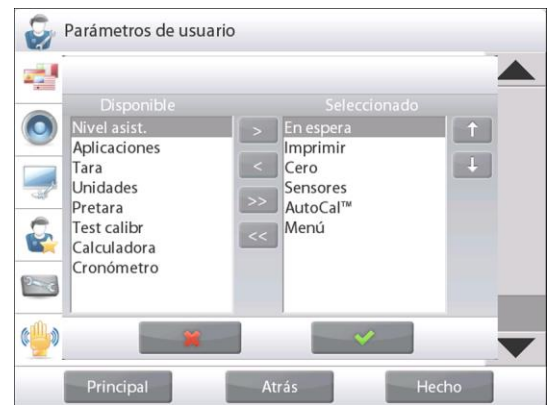 Parámetros de usuario
Disponible
Seleccionado
Nivel asist.
Aplicaciones
Tara
Unidades
Pretara
Test calibr
Calculadora
Cronómetro
>
<
>>
<<
En espera
Imprimir
Cero
Sensores
AutoCal™
Menú
↑
↓
Principal
Atrás
Hecho